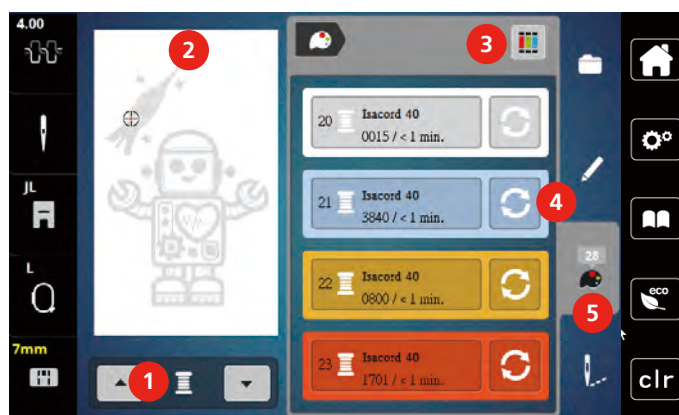 4.00
2
3
20
Isacord 40
0015 / < 1 min.
JL
21
Isacord 40
3840 / < 1 min.
4
28
L
22
Isacord 40
0800 / < 1 min.
5
eco
7mm
1
23
Isacord 40
1701 / < 1 min.
clr